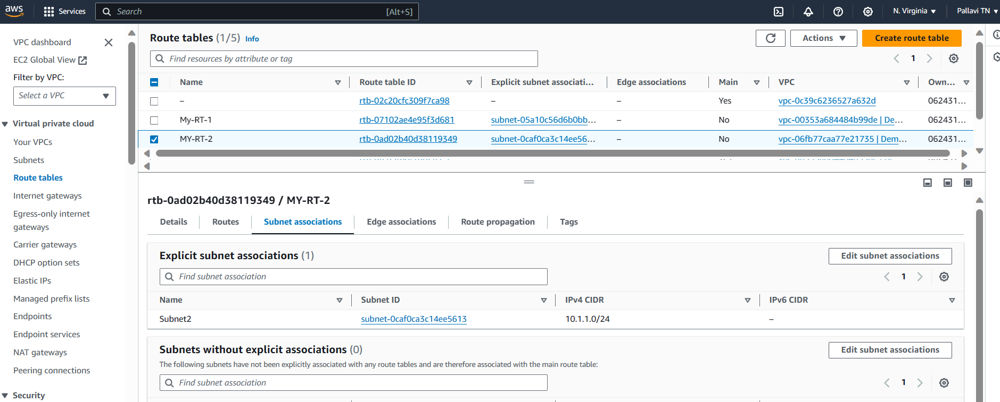 aws
Services
Search [Alt+S]
N. Virginia
Pallavi TN
VPC dashboard
EC2 Global View
Filter by VPC:
Select a VPC
Virtual private cloud
Your VPCs
Subnets
Route tables
Internet gateways
Egress-only internet
gateways
Carrier gateways
DHCP option sets
Elastic IPs
Managed prefix lists
Endpoints
Endpoint services
NAT gateways
Peering connections
Security
Route tables (1/5) Info
Actions
Create route table
Find resources by attribute or tag
1
Name Route table ID Explicit subnet associati... Edge associations Main VPC Own...
– rtb-02c20cfc309f7ca98 – – Yes vpc-0c39c6236527a632d 062431...
My-RT-1 rtb-07102ae4e95f3d681 subnet-05a10c56d6b0bb... – No vpc-00353a684484b99de | De... 062431...
MY-RT-2 rtb-0ad02b40d38119349 subnet-0caf0ca3c14ee56... – No vpc-06fb77caa77e21735 | Dem... 062431...
rtb-0ad02b40d38119349 / MY-RT-2
Details Routes Subnet associations Edge associations Route propagation Tags
Explicit subnet associations (1)
Edit subnet associations
Find subnet association
1
Name Subnet ID IPv4 CIDR IPv6 CIDR
Subnet2 subnet-0caf0ca3c14ee5613 10.1.1.0/24 –
Subnets without explicit associations (0)
Edit subnet associations
The following subnets have not been explicitly associated with any route tables and are therefore associated with the main route table:
Find subnet association
1